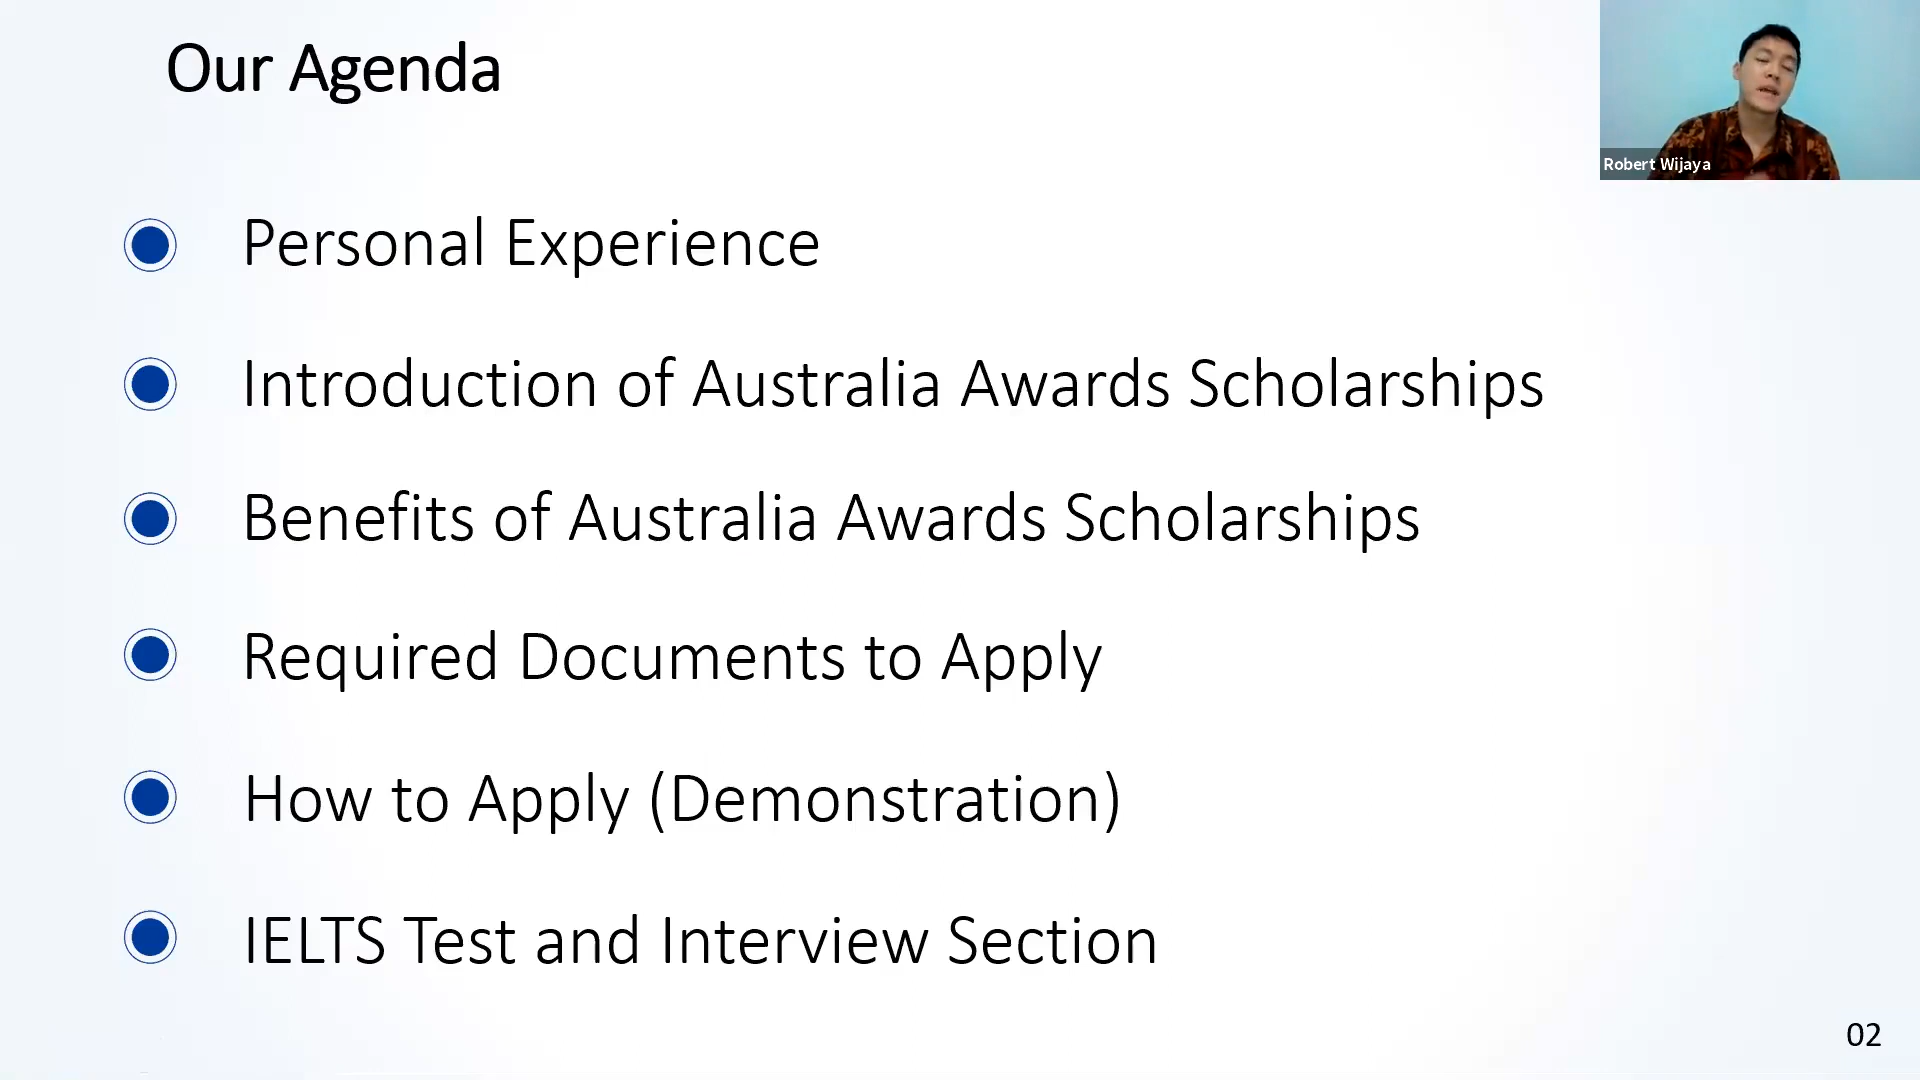 Our Agenda
Robert Wijaya
Personal Experience
Introduction of Australia Awards Scholarships
Benefits of Australia Awards Scholarships
Required Documents to Apply
How to Apply (Demonstration)
IELTS Test and Interview Section
02